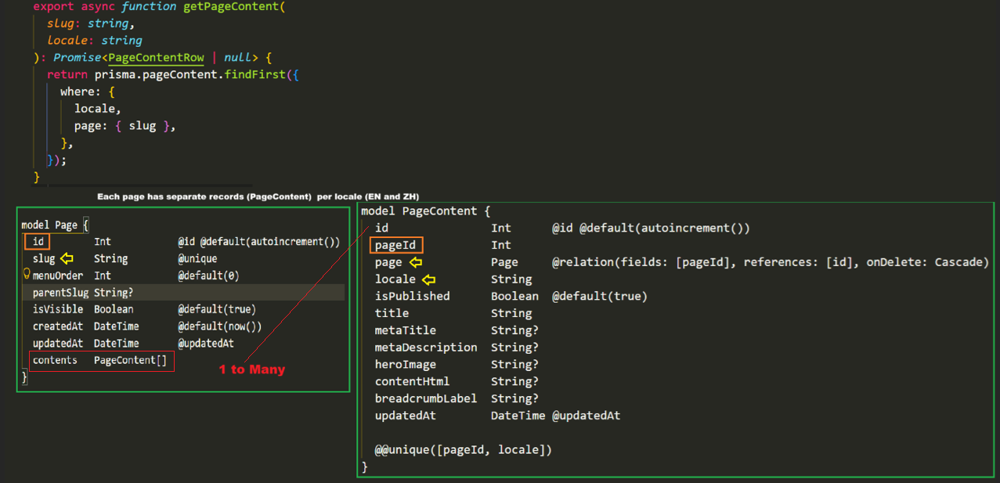 export async function getPageContent(
slug: string,
locale: string
): Promise<PageContentRow | null> {
return prisma.pageContent.findFirst({
where: {
locale,
page: { slug },
},
});
}
Each page has separate records (PageContent) per locale (EN and ZH)
model Page {
id Int @id @default(autoincrement())
slug String @unique
menuOrder Int @default(0)
parentSlug String?
isVisible Boolean @default(true)
createdAt DateTime @default(now())
updatedAt DateTime @updatedAt
contents PageContent[]
}
1 to Many
model PageContent {
id Int @id @default(autoincrement())
pageId Int
page Page @relation(fields: [pageId], references: [id], onDelete: Cascade)
locale String
isPublished Boolean @default(true)
title String
metaTitle String?
metaDescription String?
heroImage String?
contentHtml String?
breadcrumbLabel String?
updatedAt DateTime @updatedAt
@@unique([pageId, locale])
}